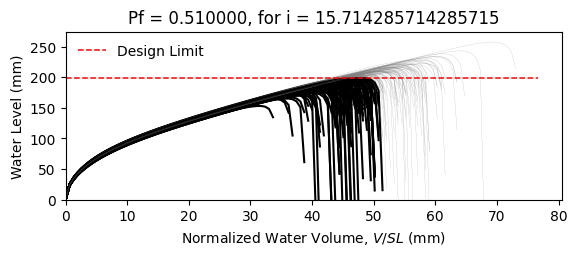 Pf = 0.510000, for i = 15.714285714285715
Water Level (mm)
250
200
150
100
50
0
Design Limit
0 10 20 30 40 50 60 70 80
Normalized Water Volume, V/SL (mm)